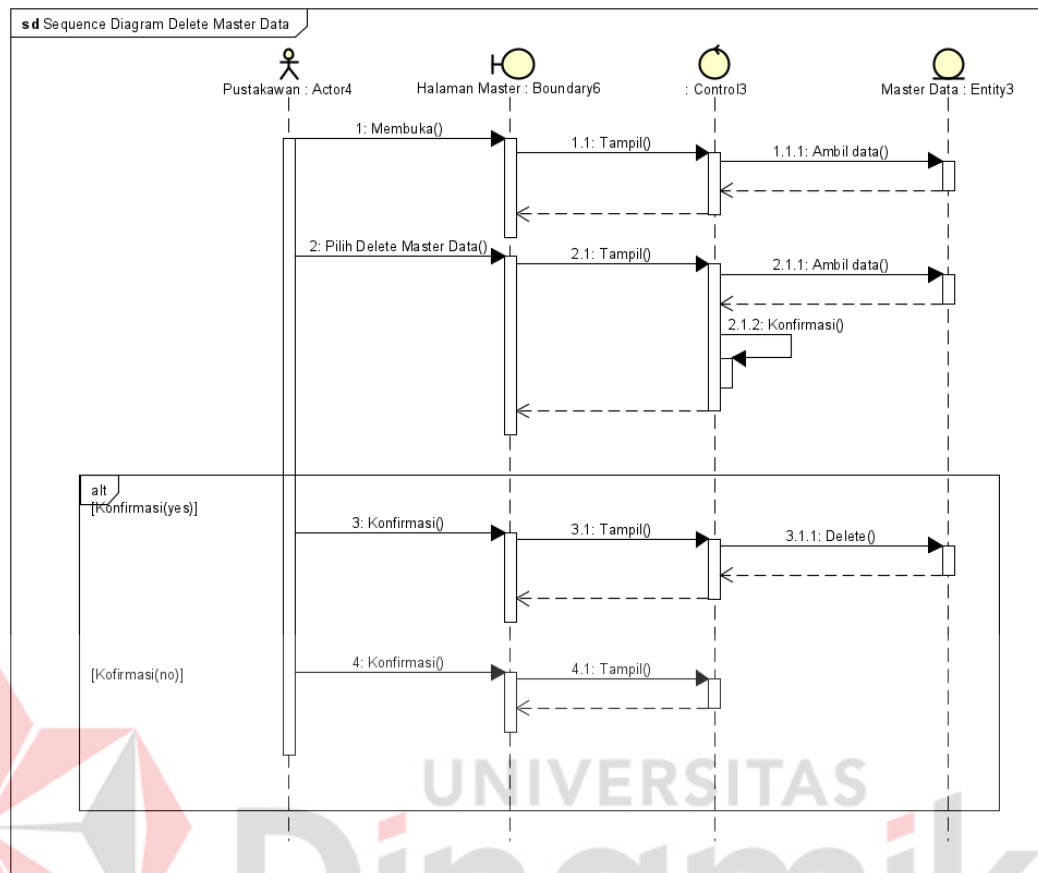 sd Sequence Diagram Delete Master Data
Pustakawan : Actor4
Halaman Master : Boundary6
: Control3
Master Data : Entity3
1: Membuka()
1.1: Tampil()
1.1.1: Ambil data()
2: Pilih Delete Master Data()
2.1: Tampil()
2.1.1: Ambil data()
2.1.2: Konfirmasi()
alt
[Konfirmasi(yes)]
3: Konfirmasi()
3.1: Tampil()
3.1.1: Delete()
[Kofirmasi(no)]
4: Konfirmasi()
4.1: Tampil()
UNIVERSITAS
Dinamik